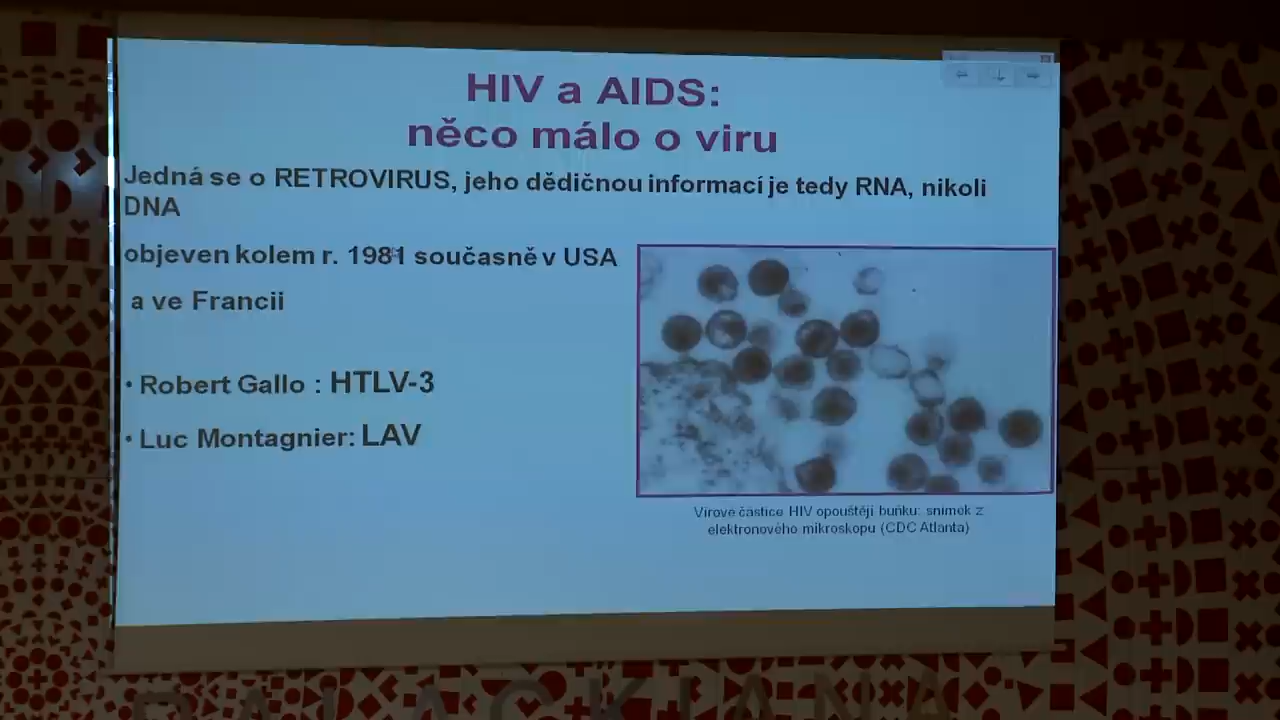 HIV a AIDS:
něco málo o viru
Jedná se o RETROVIRUS, jeho dědičnou informací je tedy RNA, nikoli
DNA
objeven kolem r. 1981 současně v USA
a ve Francii
• Robert Gallo : HTLV-3
• Luc Montagnier: LAV
Virové částice HIV opouštějí buňku: snímek z
elektronového mikroskopu (CDC Atlanta)
PALACKIANA